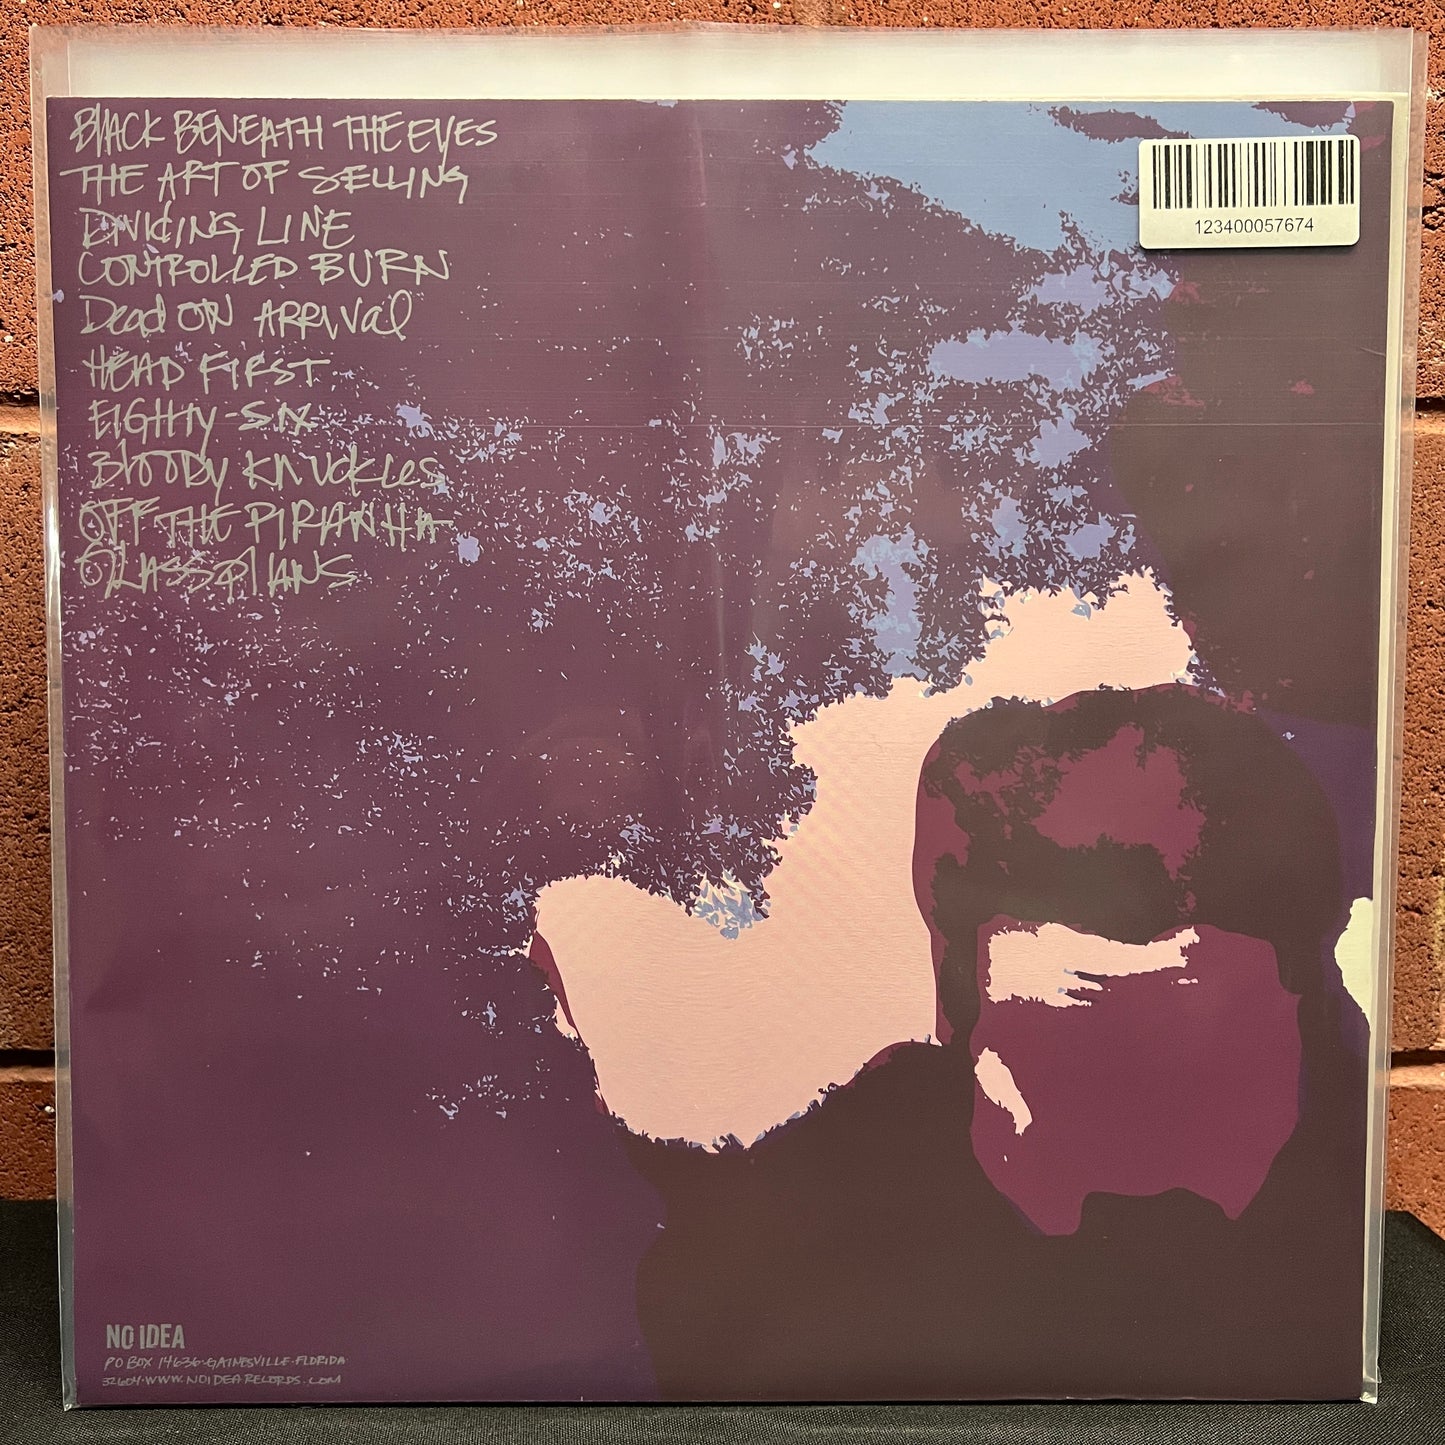 BLACK BENEATH THE EYES
THE ART OF SELLING
DIVIDING LINE
CONTROLLED BURN
Dead ON ARRIVal
HEAD FIRST
EIGHTY-SIX
BlOODy KNUCKLES
OFF THE PIRANHA
GLASS PlANS
123400057674
NO IDEA
PO BOX 14636·GAINESVILLE·FLORIDA
32604·WWW.NOIDEARECORDS.COM